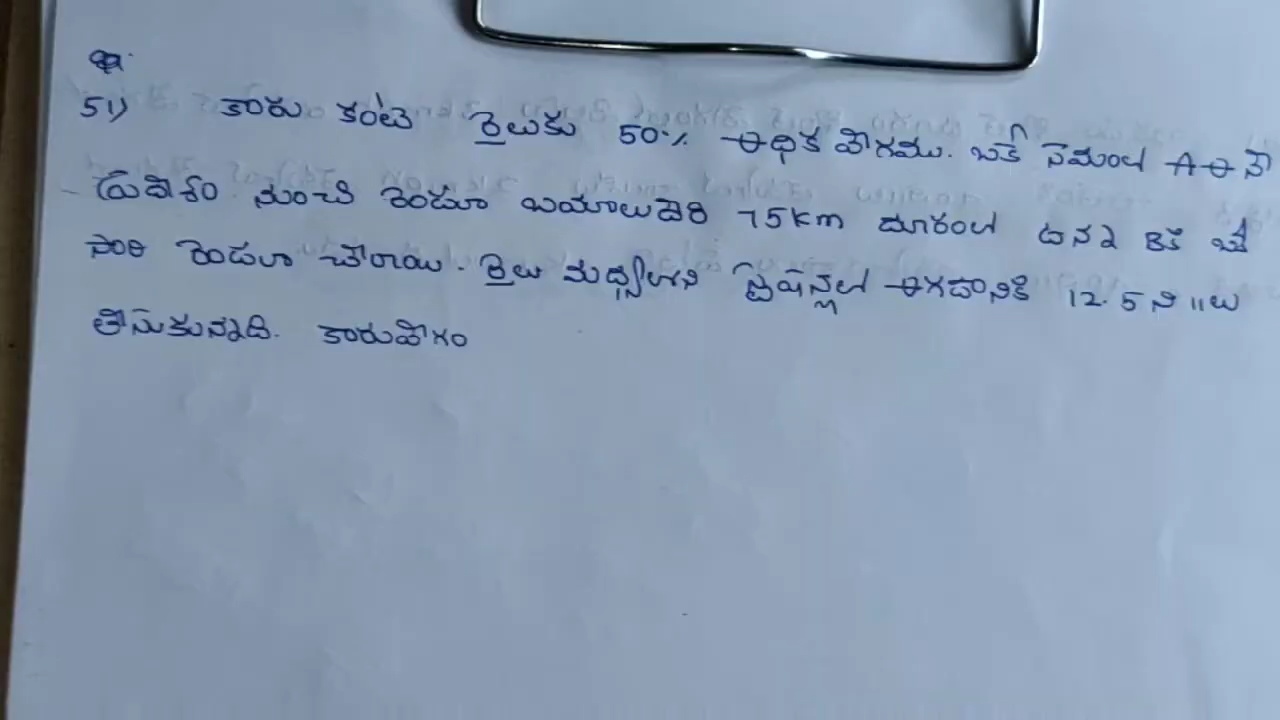 51) కారు కంటె రైలుకు 50% అధిక వేగము. ఒకే సమయంలో A అనే
ప్రదేశం నుంచి రెండూ బయలుదేరి 75km దూరంలో ఉన్న Bకి ఒకే
సారి రెండూ చేరాయి. రైలు మధ్యలోని స్టేషన్లలో ఆగడానికి 12.5 ని॥లు
తీసుకున్నది. కారువేగం